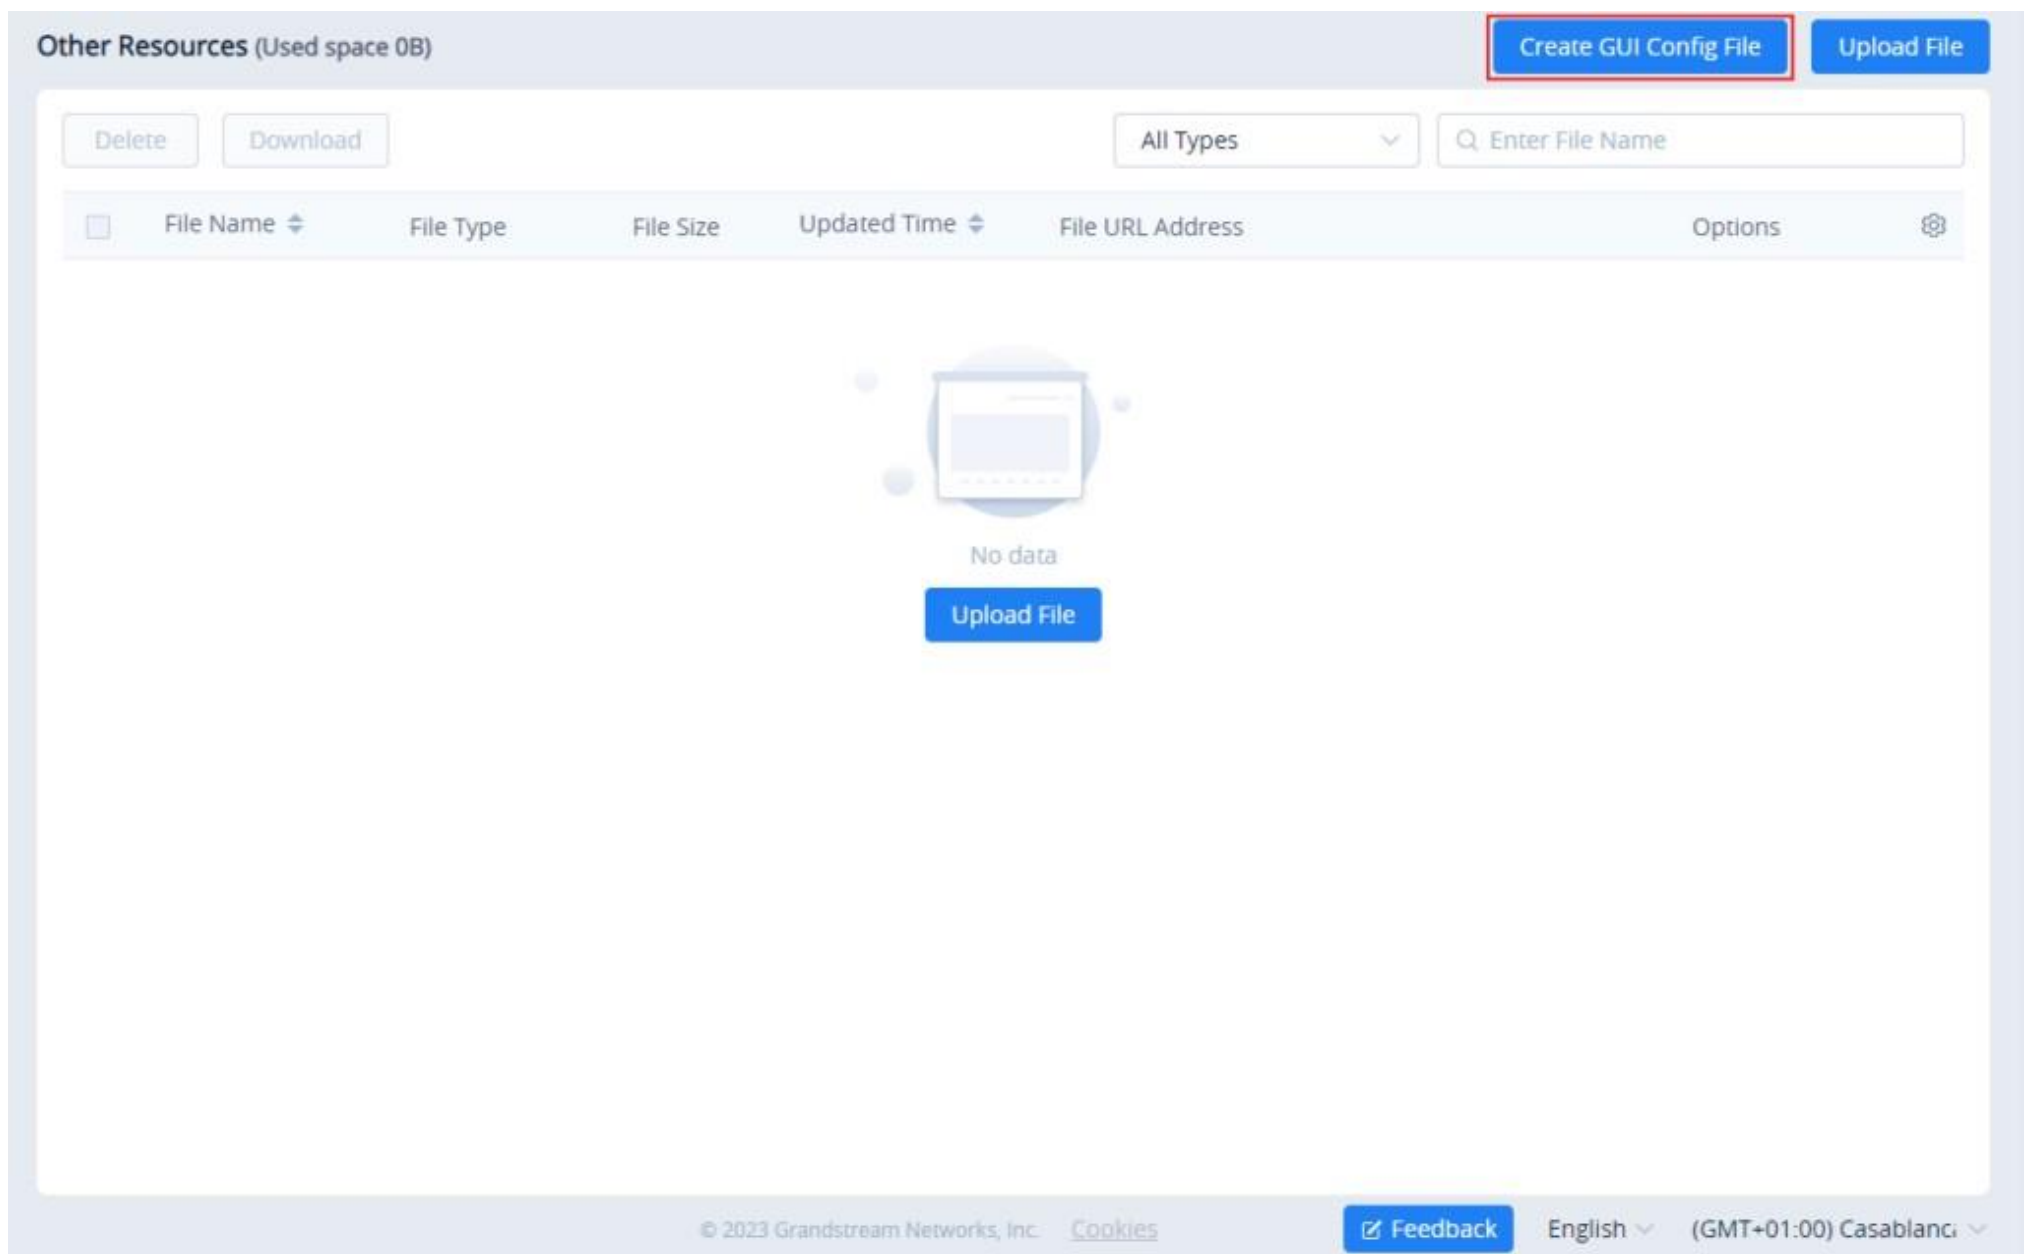 Other Resources (Used space 0B) Create GUI Config File Upload File
Delete Download All Types Enter File Name
File Name File Type File Size Updated Time File URL Address Options
No data
Upload File
© 2023 Grandstream Networks, Inc. Cookies Feedback English (GMT+01:00) Casablanca